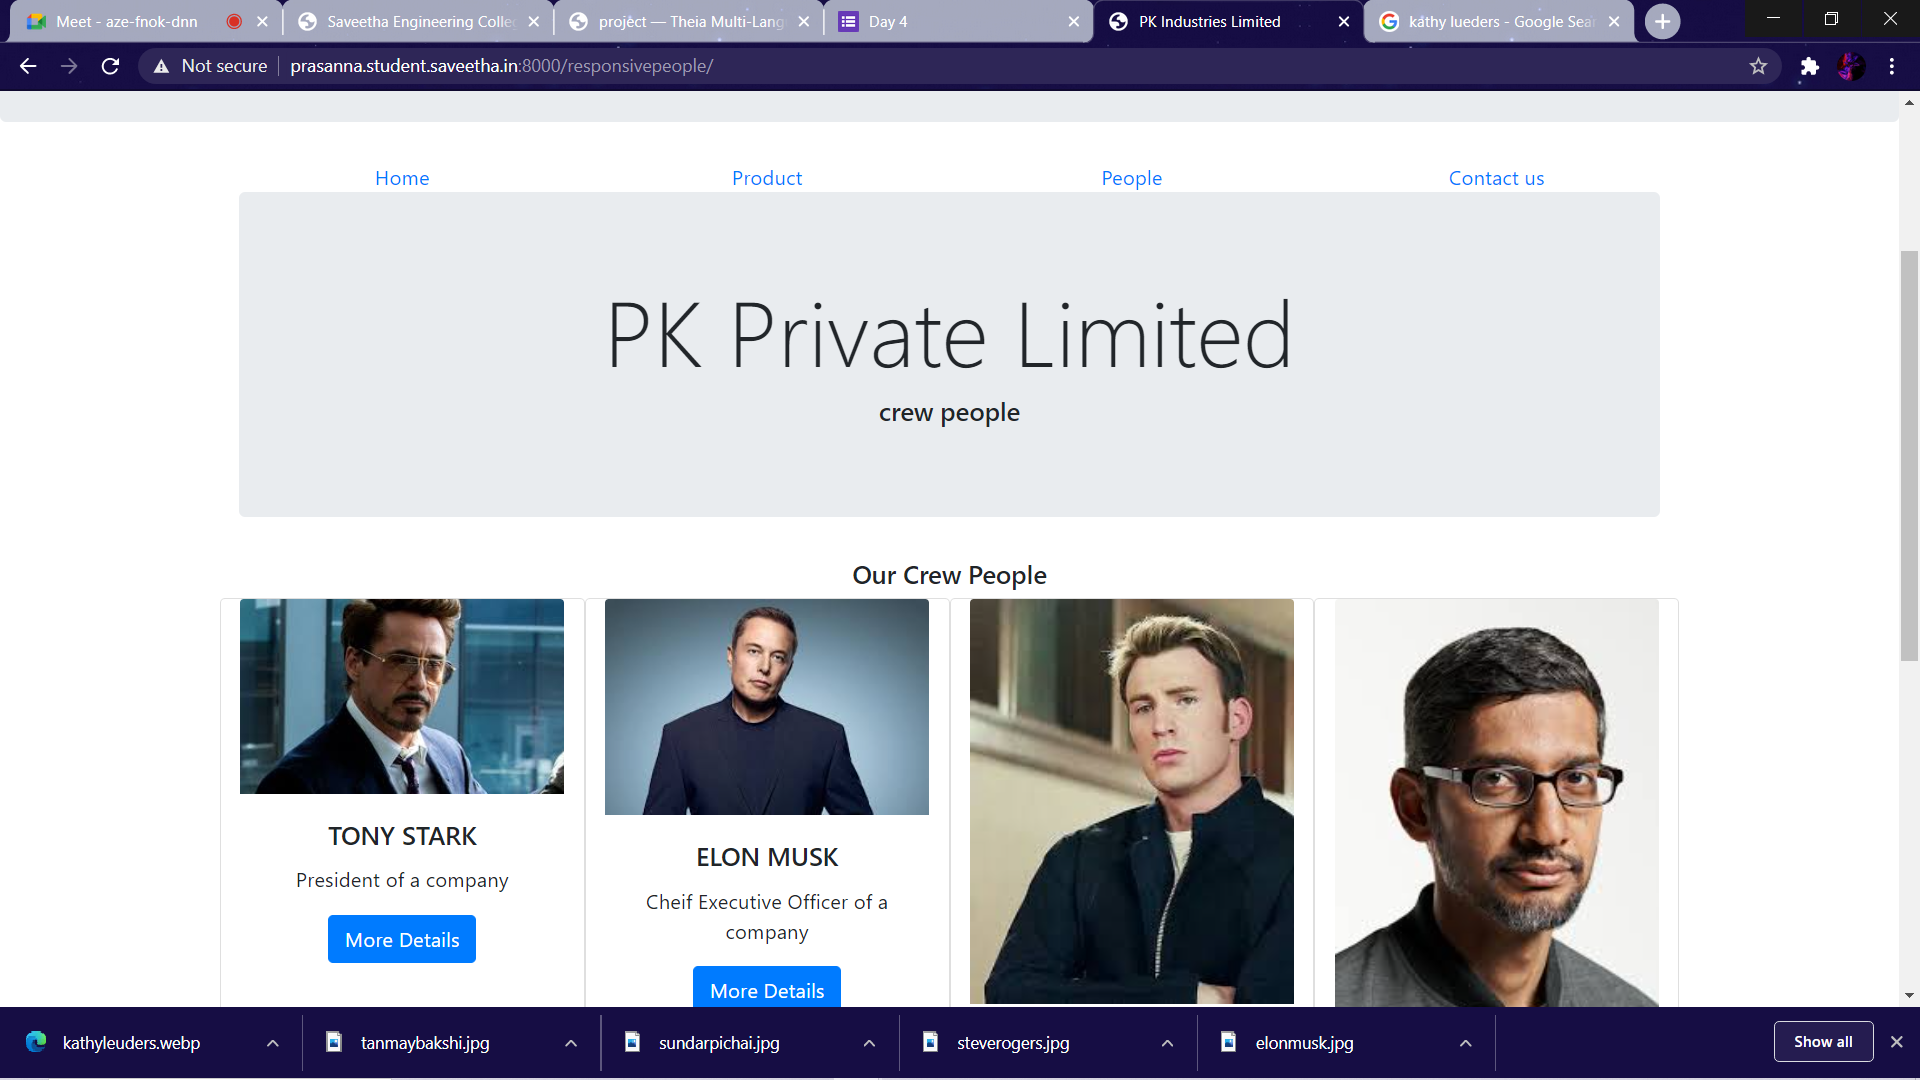 Meet - aze-fnok-dnn
Saveetha Engineering Colle
project — Theia Multi-Lang
Day 4
PK Industries Limited
kathy lueders - Google Sea
Not secure
prasanna.student.saveetha.in:8000/responsivepeople/
Home
Product
People
Contact us
PK Private Limited
crew people
Our Crew People
TONY STARK
President of a company
More Details
ELON MUSK
Cheif Executive Officer of a
company
More Details
kathyleuders.webp
tanmaybakshi.jpg
sundarpichai.jpg
steverogers.jpg
elonmusk.jpg
Show all